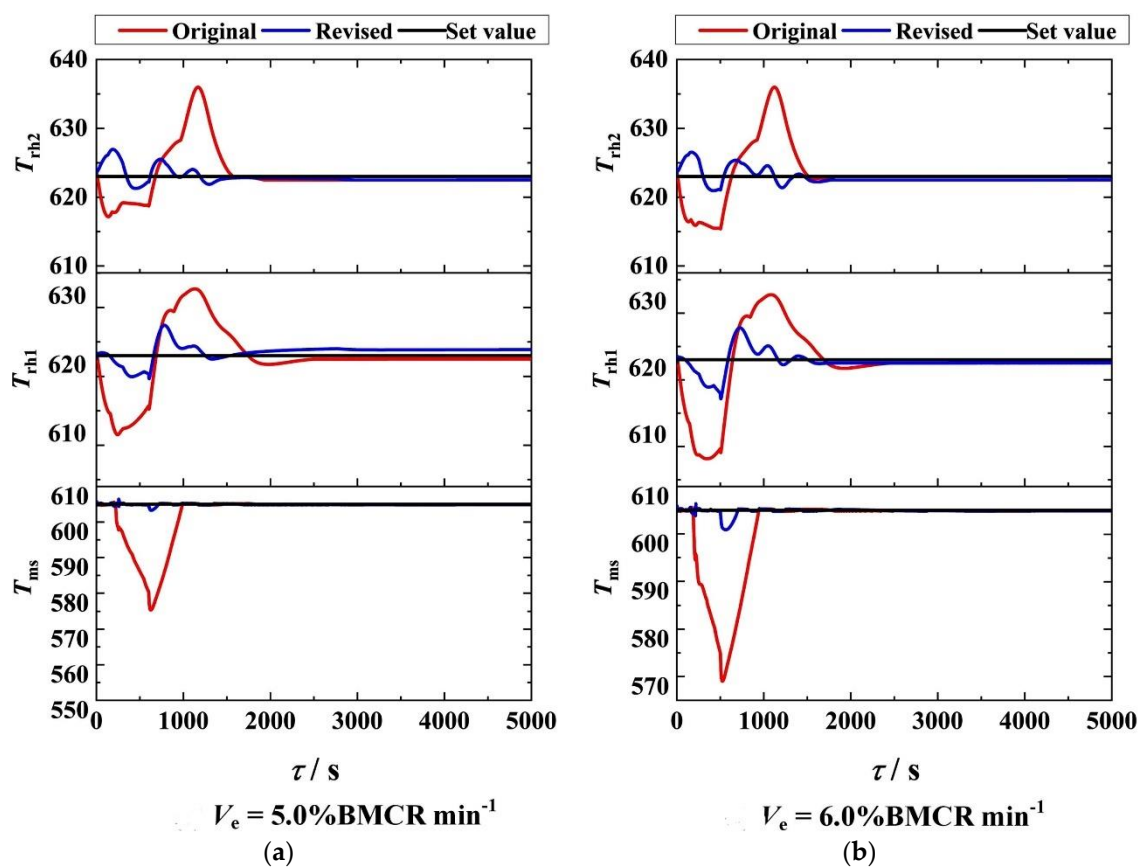 Original Revised Set value
640
630
620
610
T_rh2
630
620
610
T_rh1
610
600
590
580
570
560
550
T_ms
0 1000 2000 3000 4000 5000
τ / s
V_e = 5.0%BMCR min⁻¹
(a)
Original Revised Set value
640
630
620
610
T_rh2
630
620
610
T_rh1
610
600
590
580
570
T_ms
0 1000 2000 3000 4000 5000
τ / s
V_e = 6.0%BMCR min⁻¹
(b)